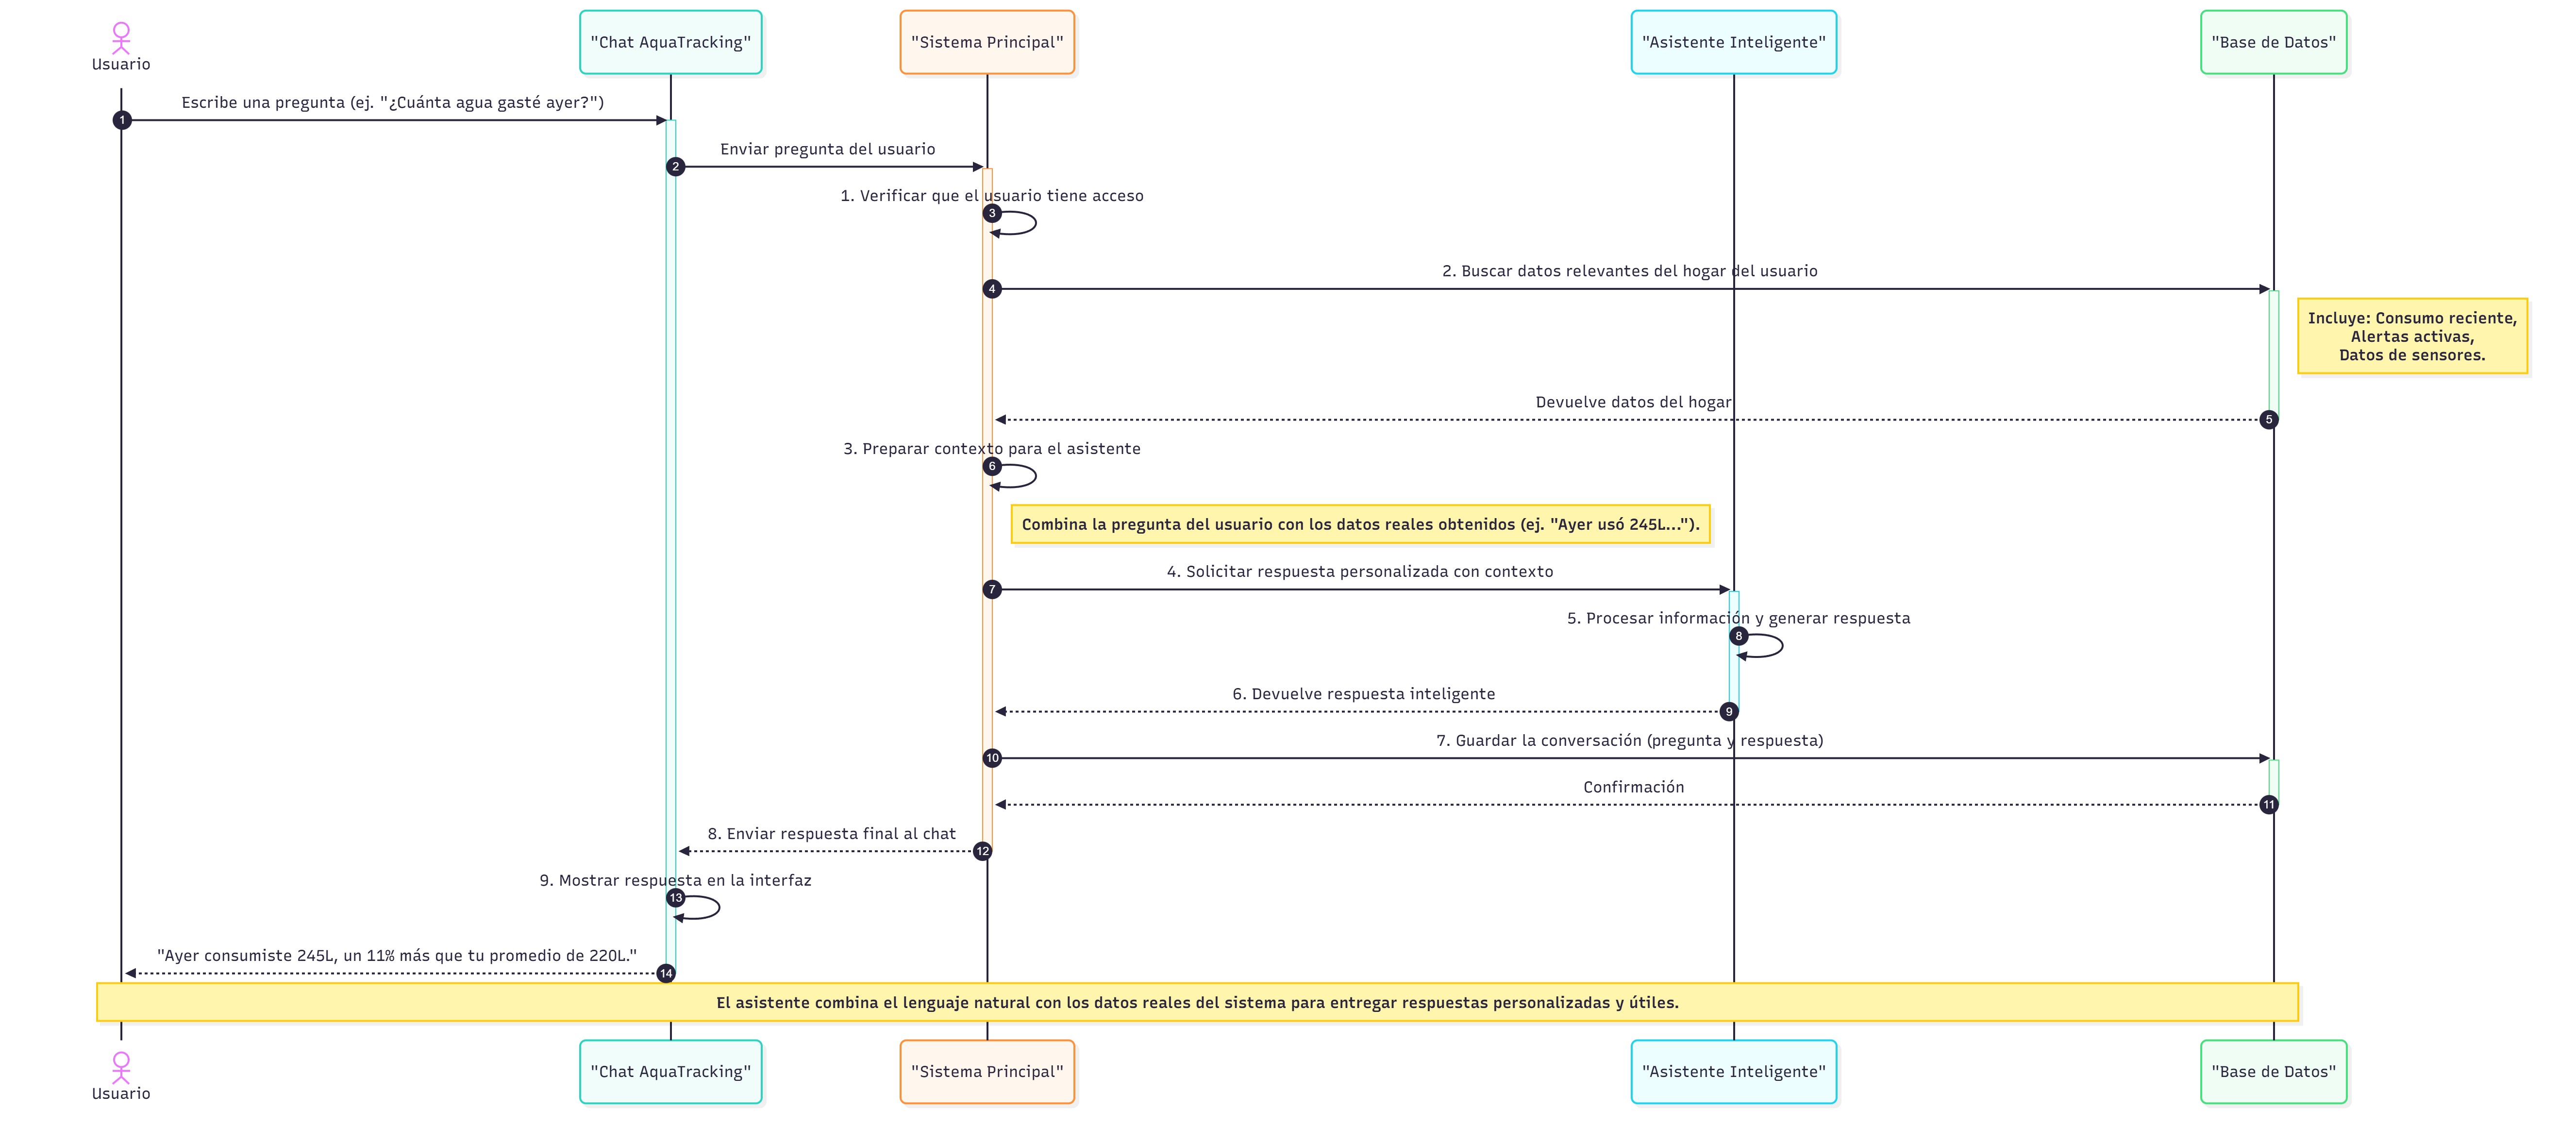 Usuario
"Chat AquaTracking"
"Sistema Principal"
"Asistente Inteligente"
"Base de Datos"
Escribe una pregunta (ej. "¿Cuánta agua gasté ayer?")
1
Enviar pregunta del usuario
2
1. Verificar que el usuario tiene acceso
3
2. Buscar datos relevantes del hogar del usuario
4
Incluye: Consumo reciente,
Alertas activas,
Datos de sensores.
Devuelve datos del hogar
5
3. Preparar contexto para el asistente
6
Combina la pregunta del usuario con los datos reales obtenidos (ej. "Ayer usó 245L...").
4. Solicitar respuesta personalizada con contexto
7
5. Procesar información y generar respuesta
8
6. Devuelve respuesta inteligente
9
7. Guardar la conversación (pregunta y respuesta)
10
Confirmación
11
8. Enviar respuesta final al chat
12
9. Mostrar respuesta en la interfaz
13
"Ayer consumiste 245L, un 11% más que tu promedio de 220L."
14
El asistente combina el lenguaje natural con los datos reales del sistema para entregar respuestas personalizadas y útiles.
Usuario
"Chat AquaTracking"
"Sistema Principal"
"Asistente Inteligente"
"Base de Datos"